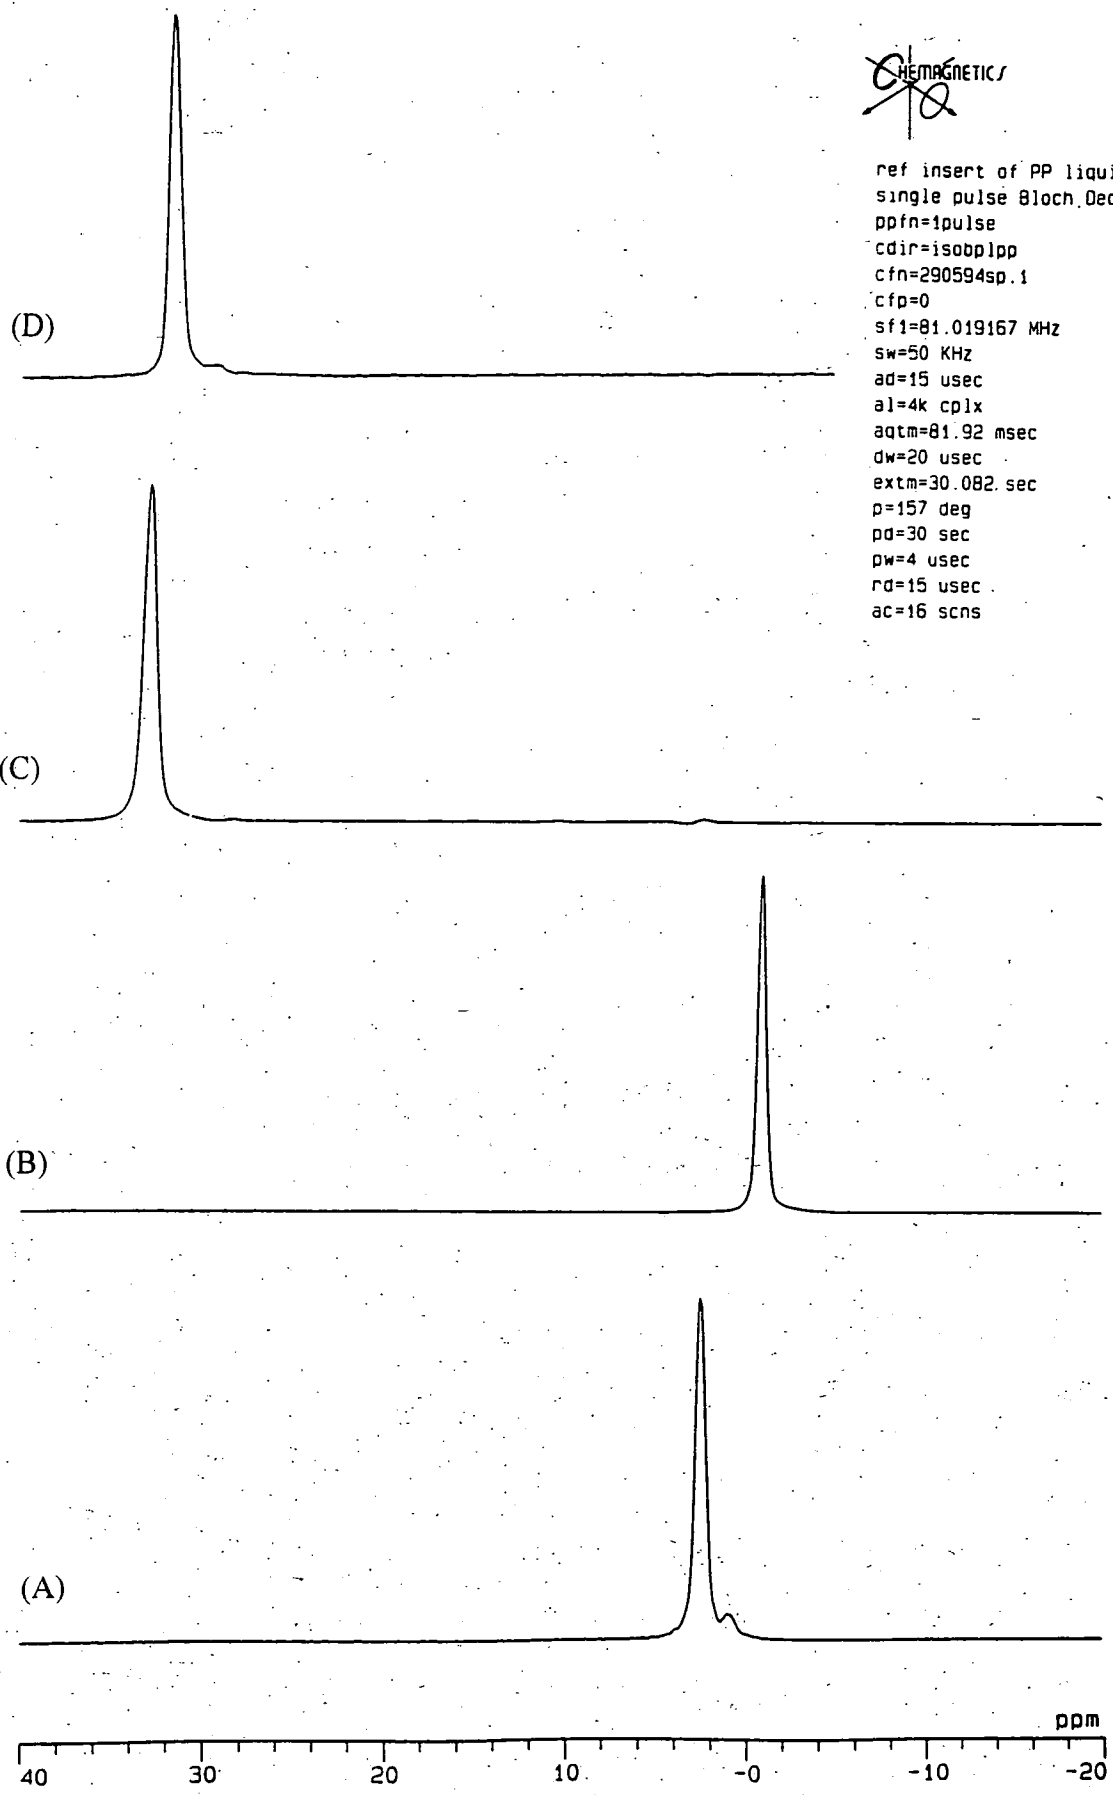 CHEMAGNETICS
ref insert of PP liqui
single pulse Bloch Dec
ppfn=1pulse
cdir=isobplpp
cfn=290594sp.1
cfp=0
sf1=81.019167 MHz
sw=50 KHz
ad=15 usec
al=4k cplx
aqtm=81.92 msec
dw=20 usec
extm=30.082 sec
p=157 deg
pd=30 sec
pw=4 usec
rd=15 usec
ac=16 scns
(D)
(C)
(B)
(A)
ppm
40 30 20 10 -0 -10 -20